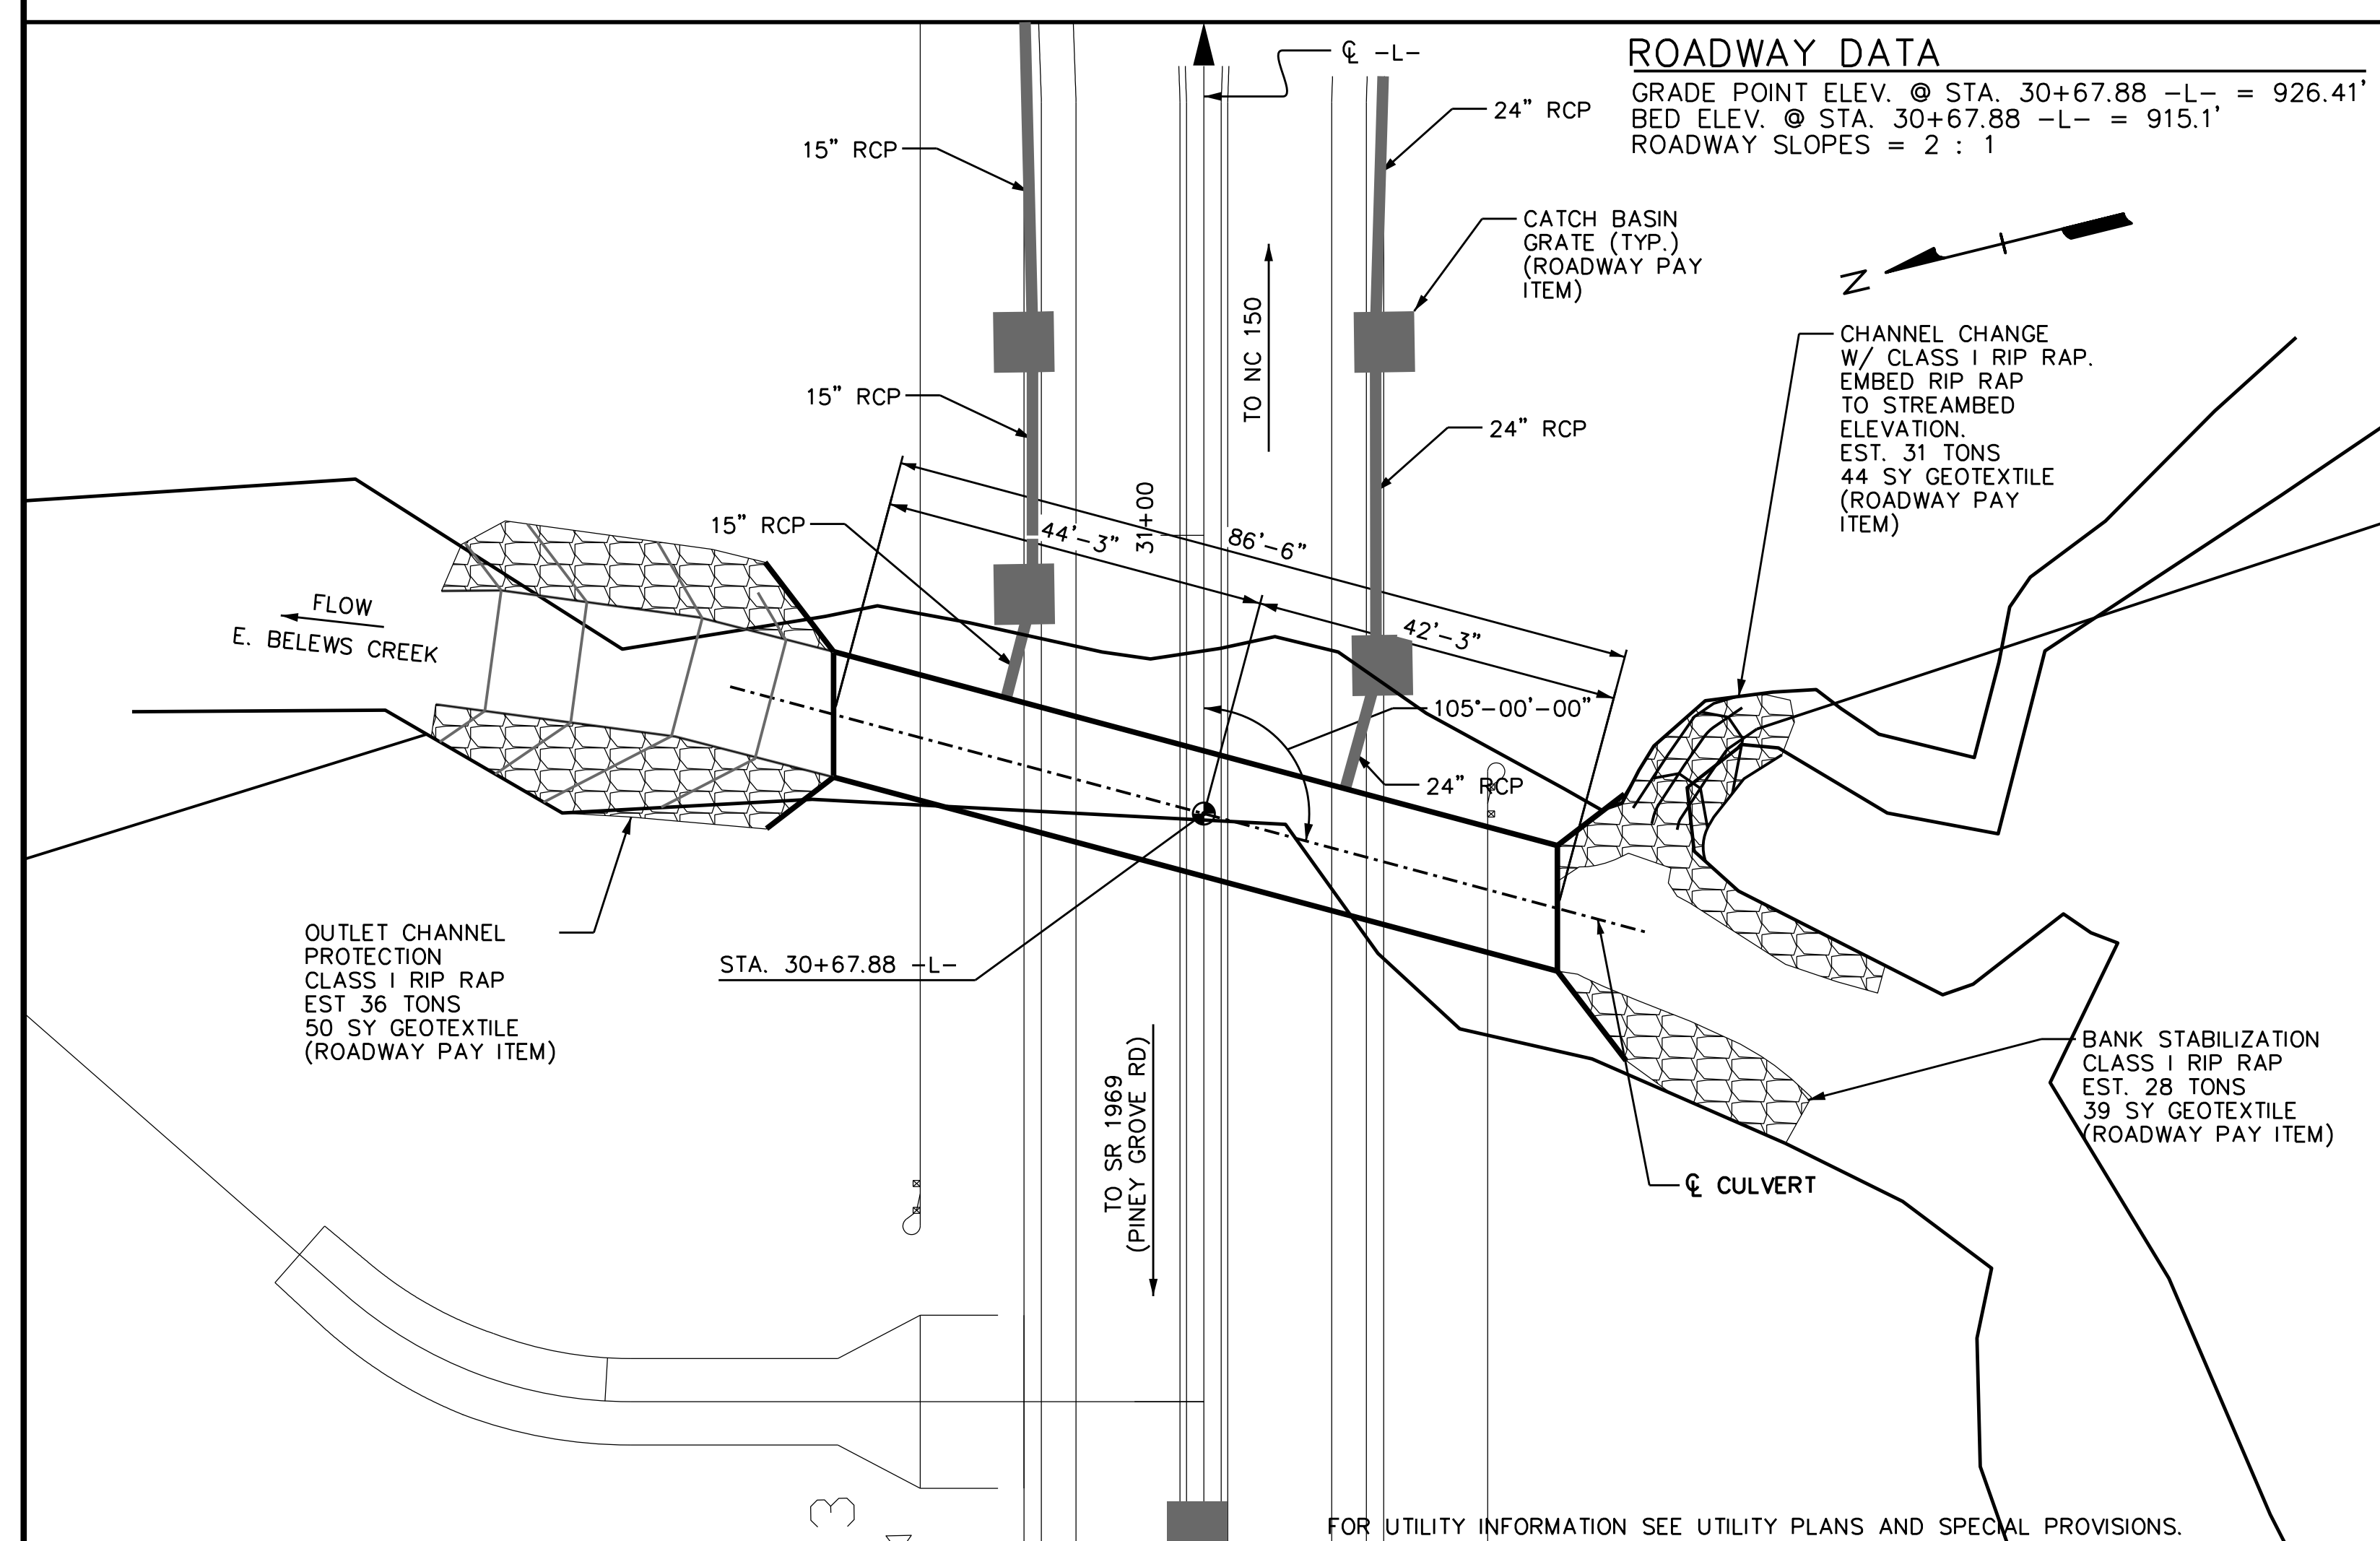 ROADWAY DATA
GRADE POINT ELEV. @ STA. 30+67.88 -L- = 926.41'
BED ELEV. @ STA. 30+67.88 -L- = 915.1'
ROADWAY SLOPES = 2 : 1
℄ -L-
15" RCP
24" RCP
CATCH BASIN
GRATE (TYP.)
(ROADWAY PAY
ITEM)
N
TO NC 150
CHANNEL CHANGE
W/ CLASS I RIP RAP.
EMBED RIP RAP
TO STREAMBED
ELEVATION.
EST. 31 TONS
44 SY GEOTEXTILE
(ROADWAY PAY
ITEM)
15" RCP
24" RCP
15" RCP
44'-3"
31+00
86'-6"
42'-3"
FLOW
E. BELEWS CREEK
105°-00'-00"
24" RCP
OUTLET CHANNEL
PROTECTION
CLASS I RIP RAP
EST 36 TONS
50 SY GEOTEXTILE
(ROADWAY PAY ITEM)
STA. 30+67.88 -L-
TO SR 1969
(PINEY GROVE RD)
BANK STABILIZATION
CLASS I RIP RAP
EST. 28 TONS
39 SY GEOTEXTILE
(ROADWAY PAY ITEM)
℄ CULVERT
FOR UTILITY INFORMATION SEE UTILITY PLANS AND SPECIAL PROVISIONS.